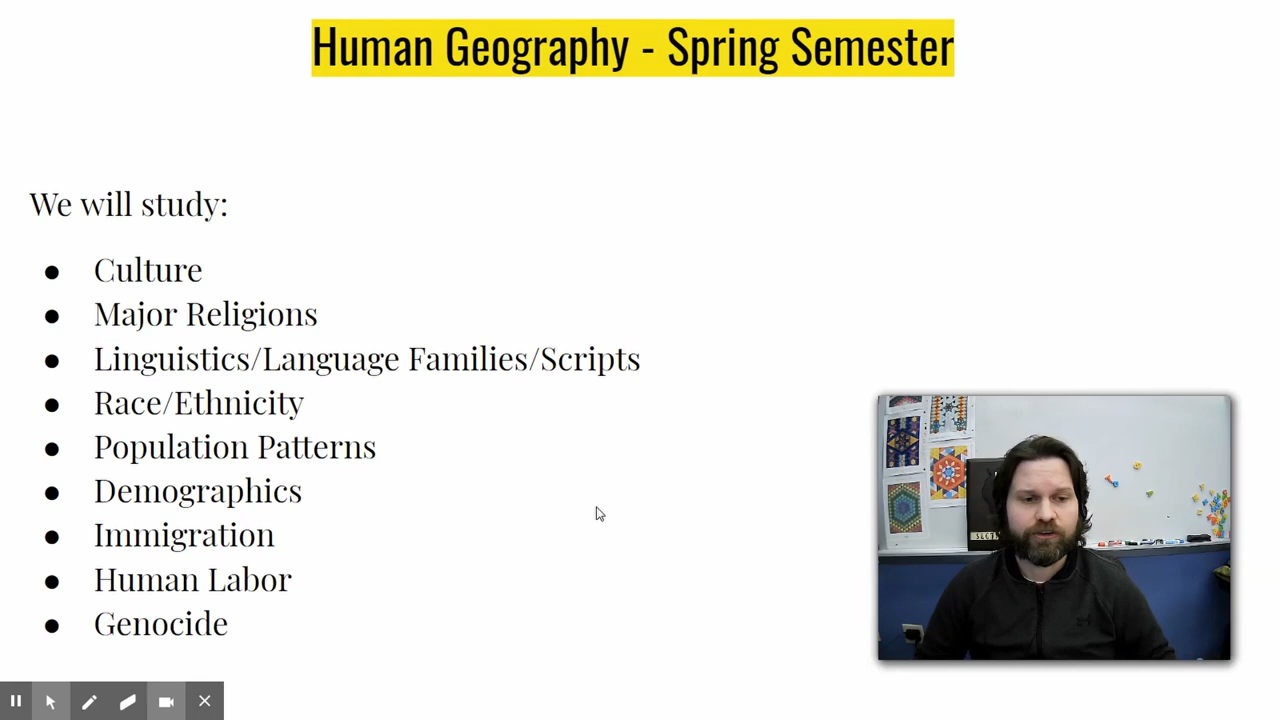 Human Geography - Spring Semester
We will study:
● Culture
● Major Religions
● Linguistics/Language Families/Scripts
● Race/Ethnicity
● Population Patterns
● Demographics
● Immigration
● Human Labor
● Genocide